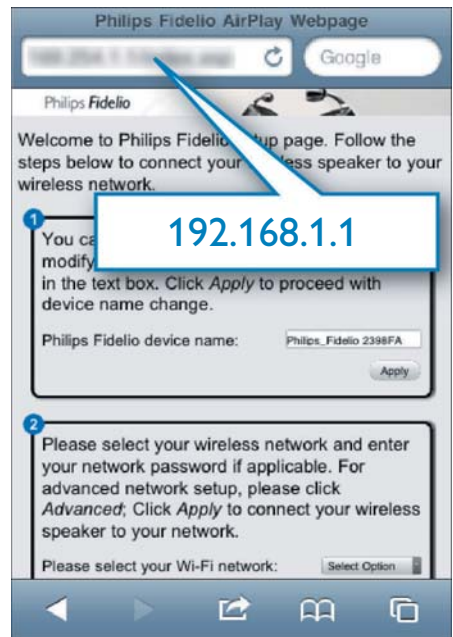 Philips Fidelio AirPlay Webpage
Google
Philips Fidelio
Welcome to Philips Fidelio up page. Follow the
steps below to connect your ess speaker to your
wireless network.
192.168.1.1
1
You ca
modify
in the text box. Click Apply to proceed with
device name change.
Philips Fidelio device name: Philips_Fidelio 2398FA
Apply
2
Please select your wireless network and enter
your network password if applicable. For
advanced network setup, please click
Advanced; Click Apply to connect your wireless
speaker to your network.
Please select your Wi-Fi network: Select Option